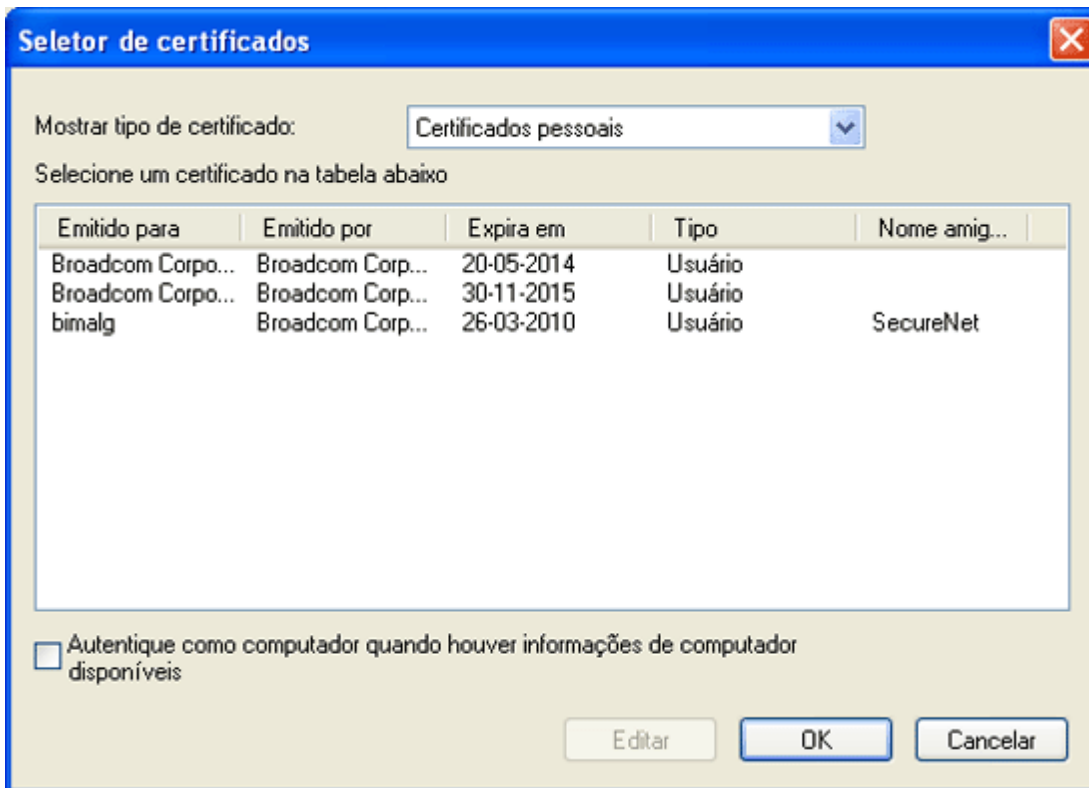 Seletor de certificados
Mostrar tipo de certificado: Certificados pessoais
Selecione um certificado na tabela abaixo
Emitido para Emitido por Expira em Tipo Nome amig...
Broadcom Corpo... Broadcom Corp... 20-05-2014 Usuário
Broadcom Corpo... Broadcom Corp... 30-11-2015 Usuário
bimalg Broadcom Corp... 26-03-2010 Usuário SecureNet
Autentique como computador quando houver informações de computador
disponíveis
Editar OK Cancelar